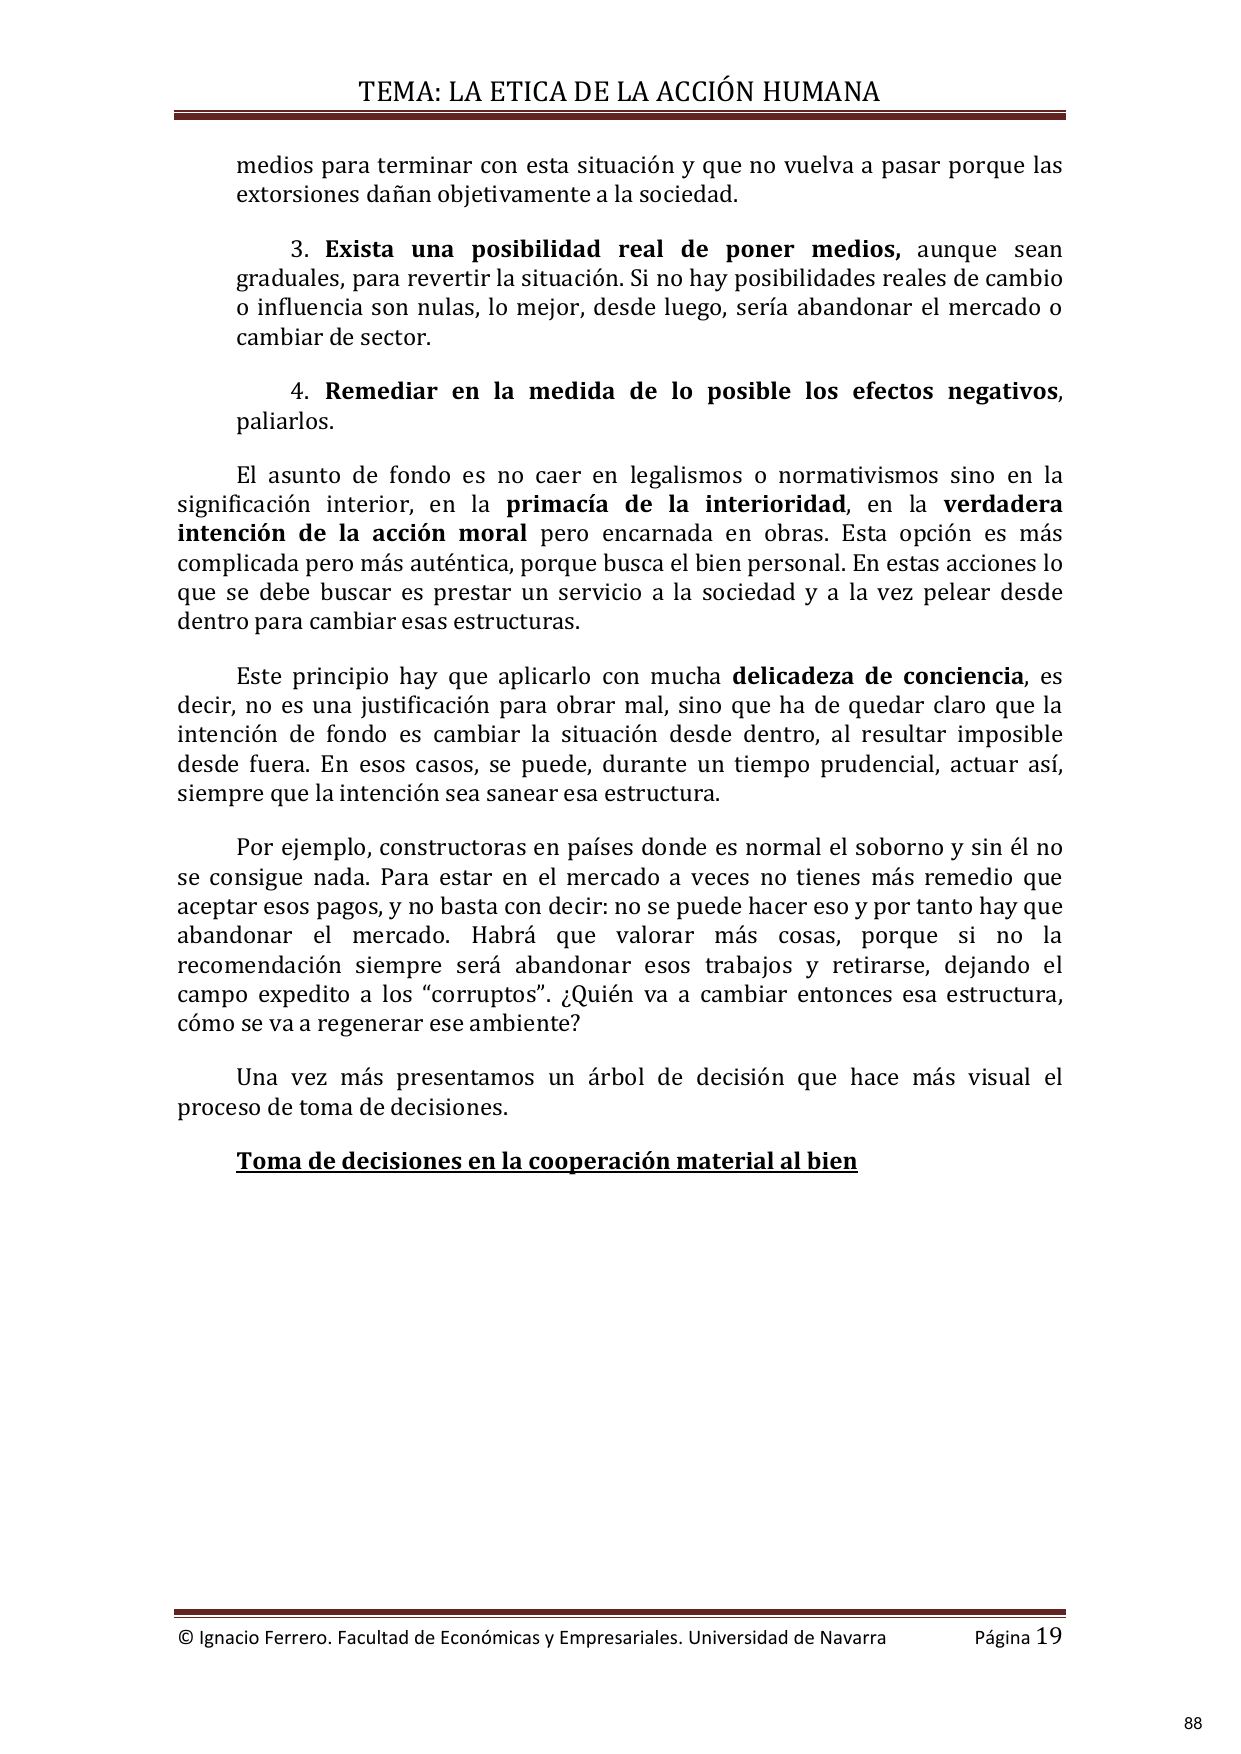 TEMA: LA ETICA DE LA ACCIÓN HUMANA
medios para terminar con esta situación y que no vuelva a pasar porque las
extorsiones dañan objetivamente a la sociedad.
3. Exista una posibilidad real de poner medios, aunque sean
graduales, para revertir la situación. Si no hay posibilidades reales de cambio
o influencia son nulas, lo mejor, desde luego, sería abandonar el mercado o
cambiar de sector.
4. Remediar en la medida de lo posible los efectos negativos,
paliarlos.
El asunto de fondo es no caer en legalismos o normativismos sino en la
significación interior, en la primacía de la interioridad, en la verdadera
intención de la acción moral pero encarnada en obras. Esta opción es más
complicada pero más auténtica, porque busca el bien personal. En estas acciones lo
que se debe buscar es prestar un servicio a la sociedad y a la vez pelear desde
dentro para cambiar esas estructuras.
Este principio hay que aplicarlo con mucha delicadeza de conciencia, es
decir, no es una justificación para obrar mal, sino que ha de quedar claro que la
intención de fondo es cambiar la situación desde dentro, al resultar imposible
desde fuera. En esos casos, se puede, durante un tiempo prudencial, actuar así,
siempre que la intención sea sanear esa estructura.
Por ejemplo, constructoras en países donde es normal el soborno y sin él no
se consigue nada. Para estar en el mercado a veces no tienes más remedio que
aceptar esos pagos, y no basta con decir: no se puede hacer eso y por tanto hay que
abandonar el mercado. Habrá que valorar más cosas, porque si no la
recomendación siempre será abandonar esos trabajos y retirarse, dejando el
campo expedito a los “corruptos”. ¿Quién va a cambiar entonces esa estructura,
cómo se va a regenerar ese ambiente?
Una vez más presentamos un árbol de decisión que hace más visual el
proceso de toma de decisiones.
Toma de decisiones en la cooperación material al bien
© Ignacio Ferrero. Facultad de Económicas y Empresariales. Universidad de Navarra Página 19
88